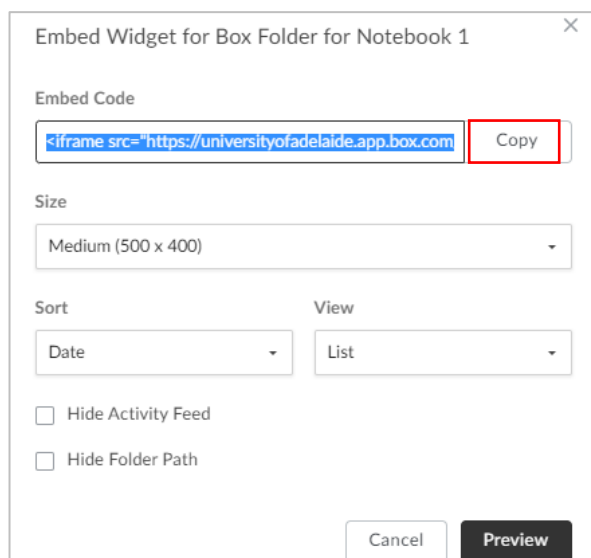 Embed Widget for Box Folder for Notebook 1
Embed Code
<iframe src="https://universityofadelaide.app.box.com
Copy
Size
Medium (500 x 400)
Sort View
Date List
Hide Activity Feed
Hide Folder Path
Cancel Preview